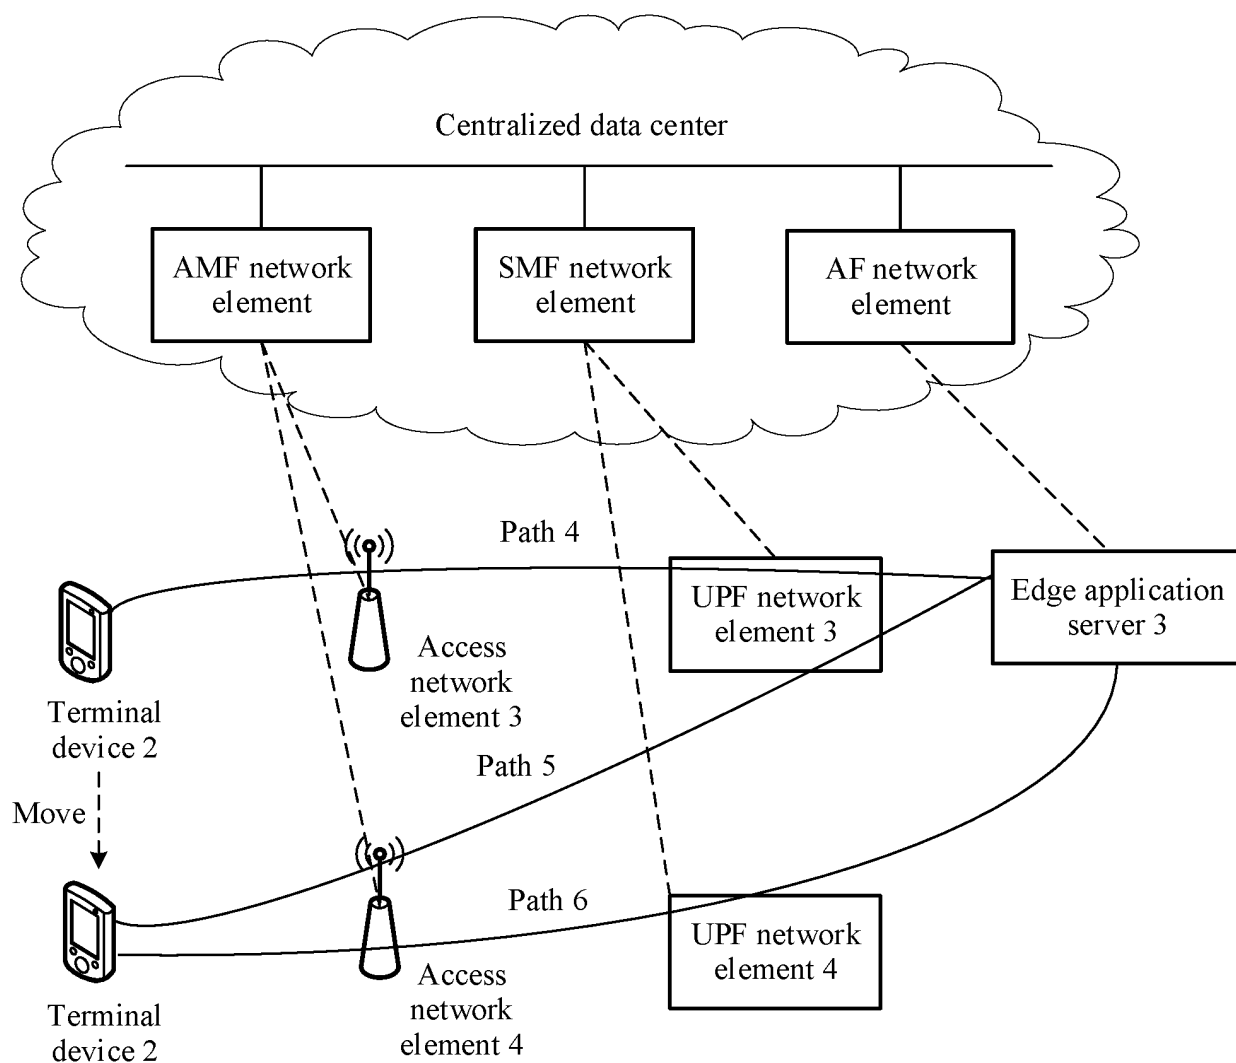 Centralized data center
AMF network
element
SMF network
element
AF network
element
Path 4
UPF network
element 3
Edge application
server 3
Access
network
element 3
Terminal
device 2
Path 5
Move
Path 6
UPF network
element 4
Access
network
element 4
Terminal
device 2